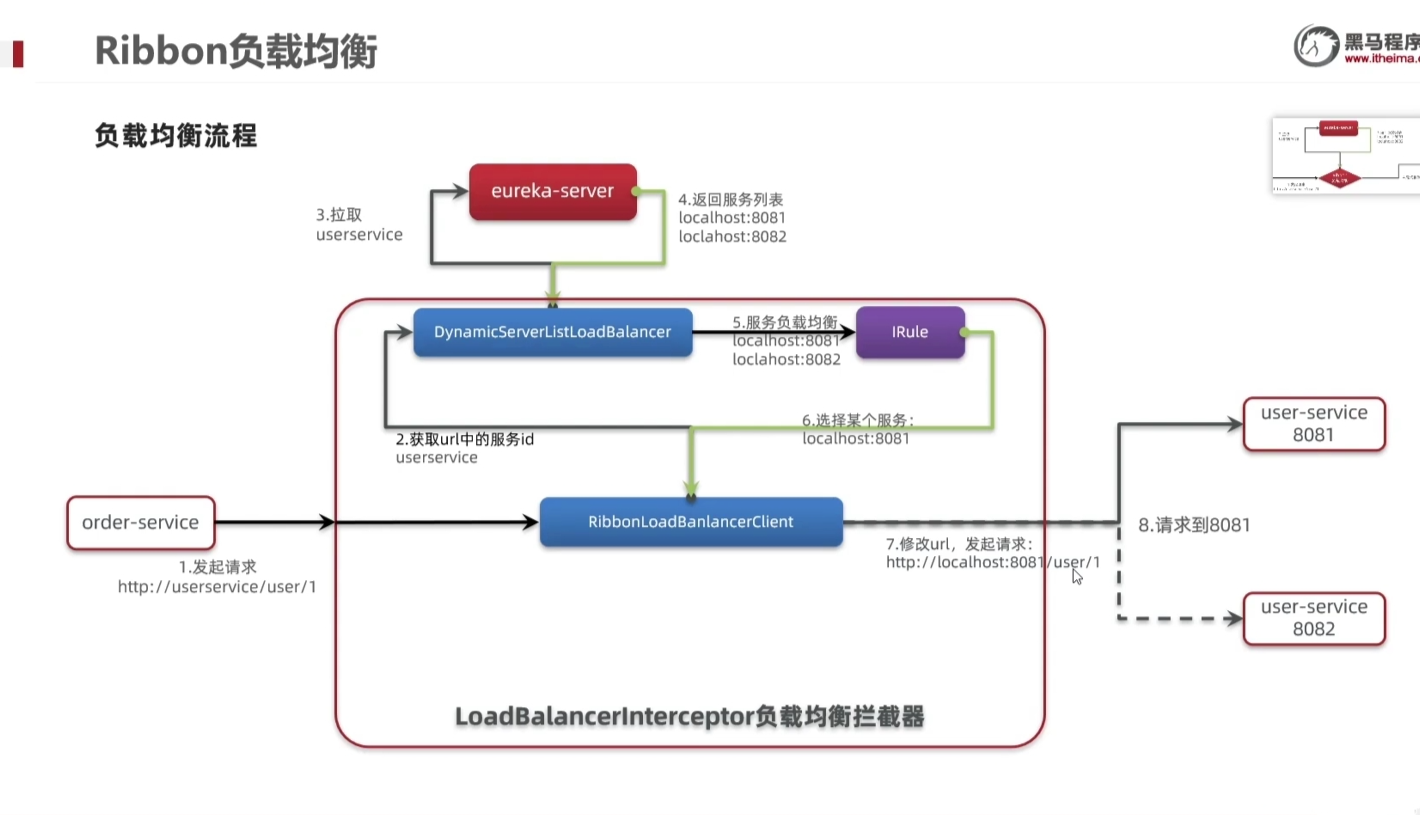 Ribbon负载均衡
黑马程序
www.itheima.
负载均衡流程
eureka-server
3.拉取
userservice
4.返回服务列表
localhost:8081
loclahost:8082
DynamicServerListLoadBalancer
5.服务负载均衡
localhost:8081
loclahost:8082
IRule
2.获取url中的服务id
userservice
6.选择某个服务：
localhost:8081
user-service
8081
order-service
RibbonLoadBanlancerClient
8.请求到8081
1.发起请求
http://userservice/user/1
7.修改url，发起请求：
http://localhost:8081/user/1
user-service
8082
LoadBalancerInterceptor负载均衡拦截器